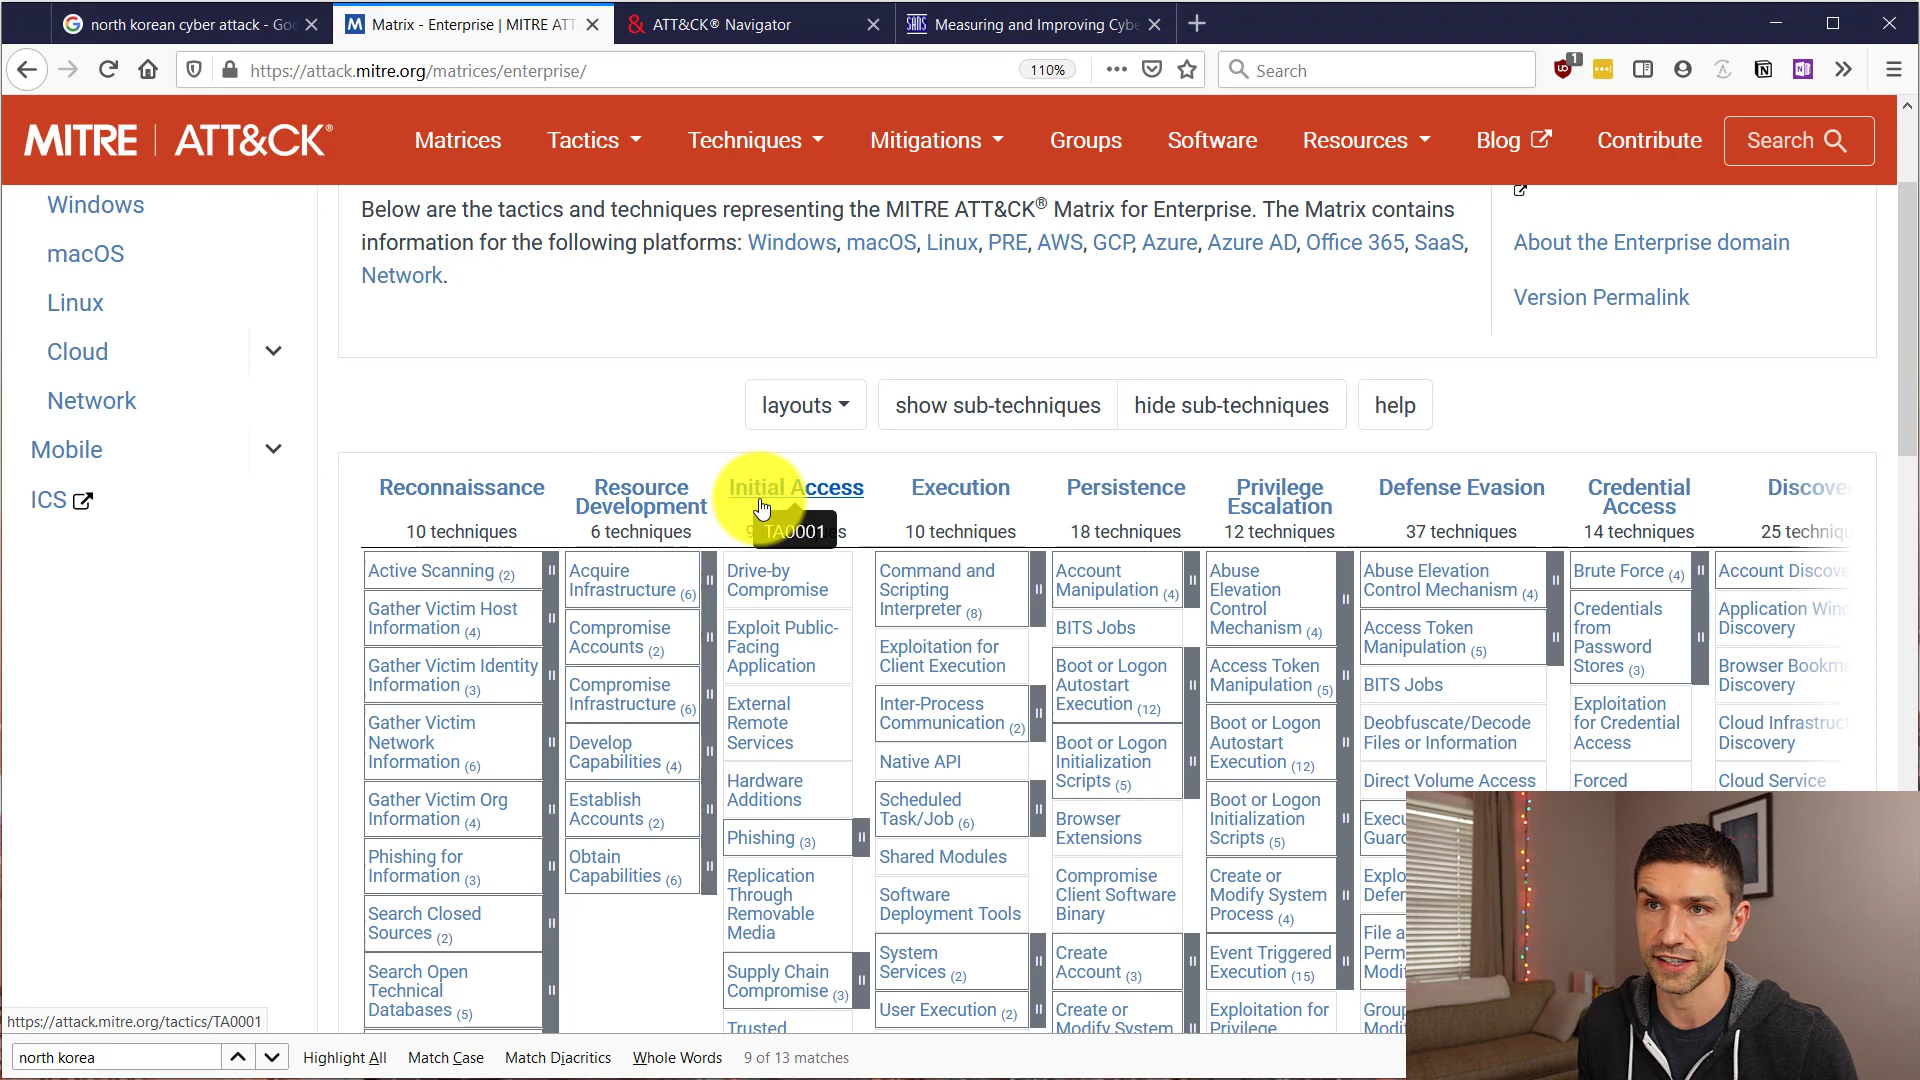 north korean cyber attack - Goo
Matrix - Enterprise | MITRE ATT
ATT&CK® Navigator
SANS Measuring and Improving Cybe
https://attack.mitre.org/matrices/enterprise/
110%
Search
1
MITRE | ATT&CK®
Matrices
Tactics
Techniques
Mitigations
Groups
Software
Resources
Blog
Contribute
Search
Windows
macOS
Linux
Cloud
Network
Mobile
ICS
Below are the tactics and techniques representing the MITRE ATT&CK® Matrix for Enterprise. The Matrix contains
information for the following platforms: Windows, macOS, Linux, PRE, AWS, GCP, Azure, Azure AD, Office 365, SaaS,
Network.
About the Enterprise domain
Version Permalink
layouts
show sub-techniques
hide sub-techniques
help
Reconnaissance
10 techniques
Active Scanning (2)
Gather Victim Host
Information (4)
Gather Victim Identity
Information (3)
Gather Victim
Network
Information (6)
Gather Victim Org
Information (4)
Phishing for
Information (3)
Search Closed
Sources (2)
Search Open
Technical
Databases (5)
Resource
Development
6 techniques
Acquire
Infrastructure (6)
Compromise
Accounts (2)
Compromise
Infrastructure (6)
Develop
Capabilities (4)
Establish
Accounts (2)
Obtain
Capabilities (6)
Initial Access
TA0001
Drive-by
Compromise
Exploit Public-
Facing
Application
External
Remote
Services
Hardware
Additions
Phishing (3)
Replication
Through
Removable
Media
Supply Chain
Compromise (3)
Trusted
Execution
10 techniques
Command and
Scripting
Interpreter (8)
Exploitation for
Client Execution
Inter-Process
Communication (2)
Native API
Scheduled
Task/Job (6)
Shared Modules
Software
Deployment Tools
System
Services (2)
User Execution (2)
Persistence
18 techniques
Account
Manipulation (4)
BITS Jobs
Boot or Logon
Autostart
Execution (12)
Boot or Logon
Initialization
Scripts (5)
Browser
Extensions
Compromise
Client Software
Binary
Create
Account (3)
Create or
Modify System
Privilege
Escalation
12 techniques
Abuse
Elevation
Control
Mechanism (4)
Access Token
Manipulation (5)
Boot or Logon
Autostart
Execution (12)
Boot or Logon
Initialization
Scripts (5)
Create or
Modify System
Process (4)
Event Triggered
Execution (15)
Exploitation for
Privilege
Defense Evasion
37 techniques
Abuse Elevation
Control Mechanism (4)
Access Token
Manipulation (5)
BITS Jobs
Deobfuscate/Decode
Files or Information
Direct Volume Access
Execu
Guar
Explo
Defer
File a
Perm
Modi
Grou
Modi
Credential
Access
14 techniques
Brute Force (4)
Credentials
from
Password
Stores (3)
Exploitation
for Credential
Access
Forced
Discove
25 techniqu
Account Discove
Application Wind
Discovery
Browser Bookm
Discovery
Cloud Infrastruct
Discovery
Cloud Service
https://attack.mitre.org/tactics/TA0001
north korea
Highlight All
Match Case
Match Diacritics
Whole Words
9 of 13 matches